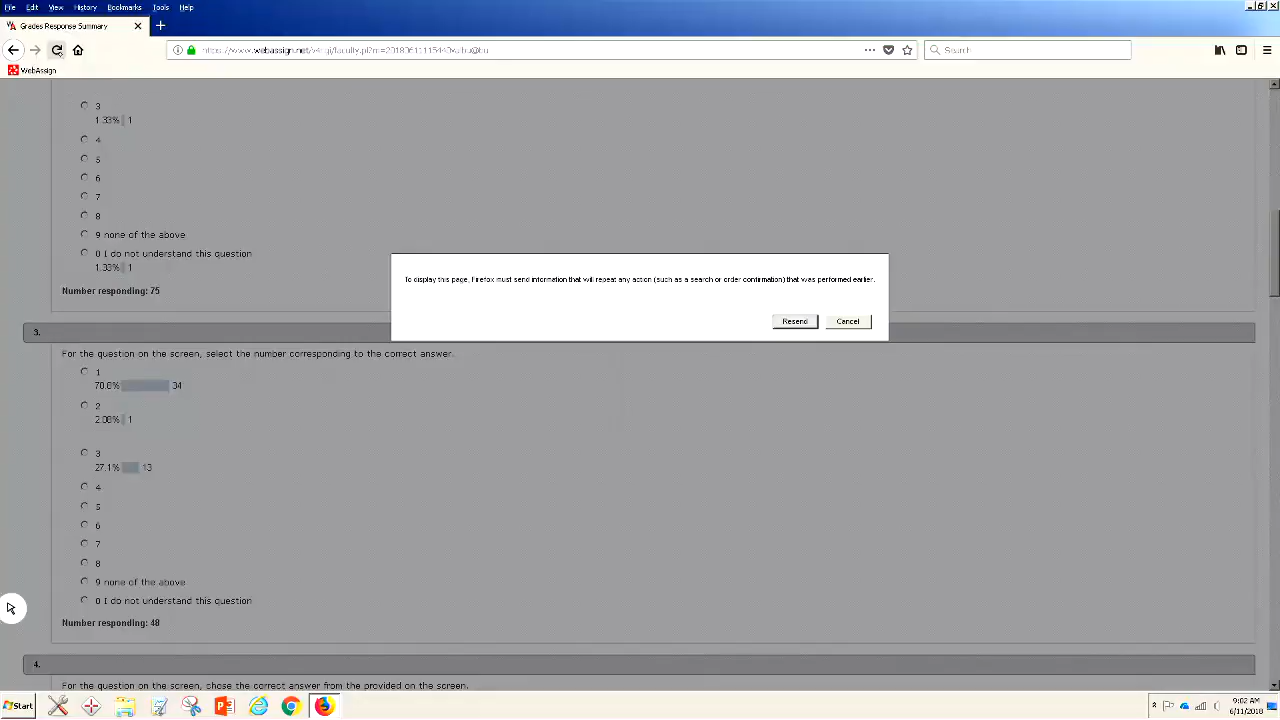 File Edit View History Bookmarks Tools Help
Grades Response Summary
Search
WebAssign
3
1.33% 1
4
5
6
7
8
9 none of the above
0 I do not understand this question
1.33% 1
Number responding: 75
To display this page, Firefox must send information that will repeat any action (such as a search or order confirmation) that was performed earlier.
Resend Cancel
3.
For the question on the screen, select the number corresponding to the correct answer.
1
70.8% 34
2
2.08% 1
3
27.1% 13
4
5
6
7
8
9 none of the above
0 I do not understand this question
Number responding: 48
4.
For the question on the screen, chose the correct answer from the provided on the screen.
Start
9:02 AM
6/11/2018